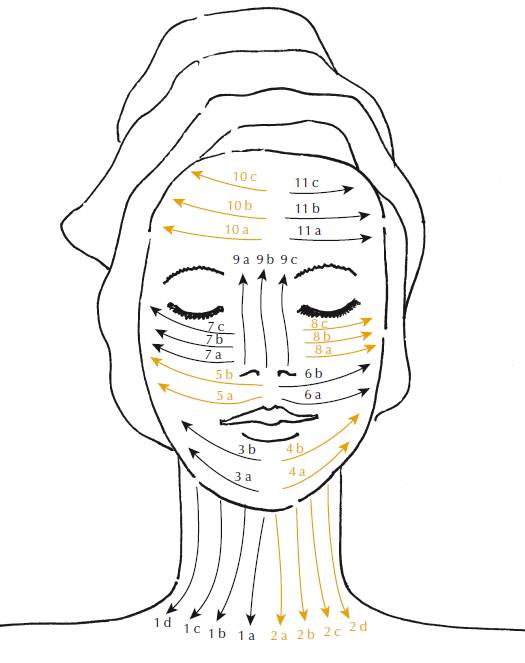 10 c
11 c
10 b
11 b
10 a
11 a
9 a 9 b 9 c
7 c
8 c
7 b
8 b
7 a
8 a
5 b
6 b
5 a
6 a
3 b
4 b
3 a
4 a
1 d 1 c 1 b 1 a 2 a 2 b 2 c 2 d